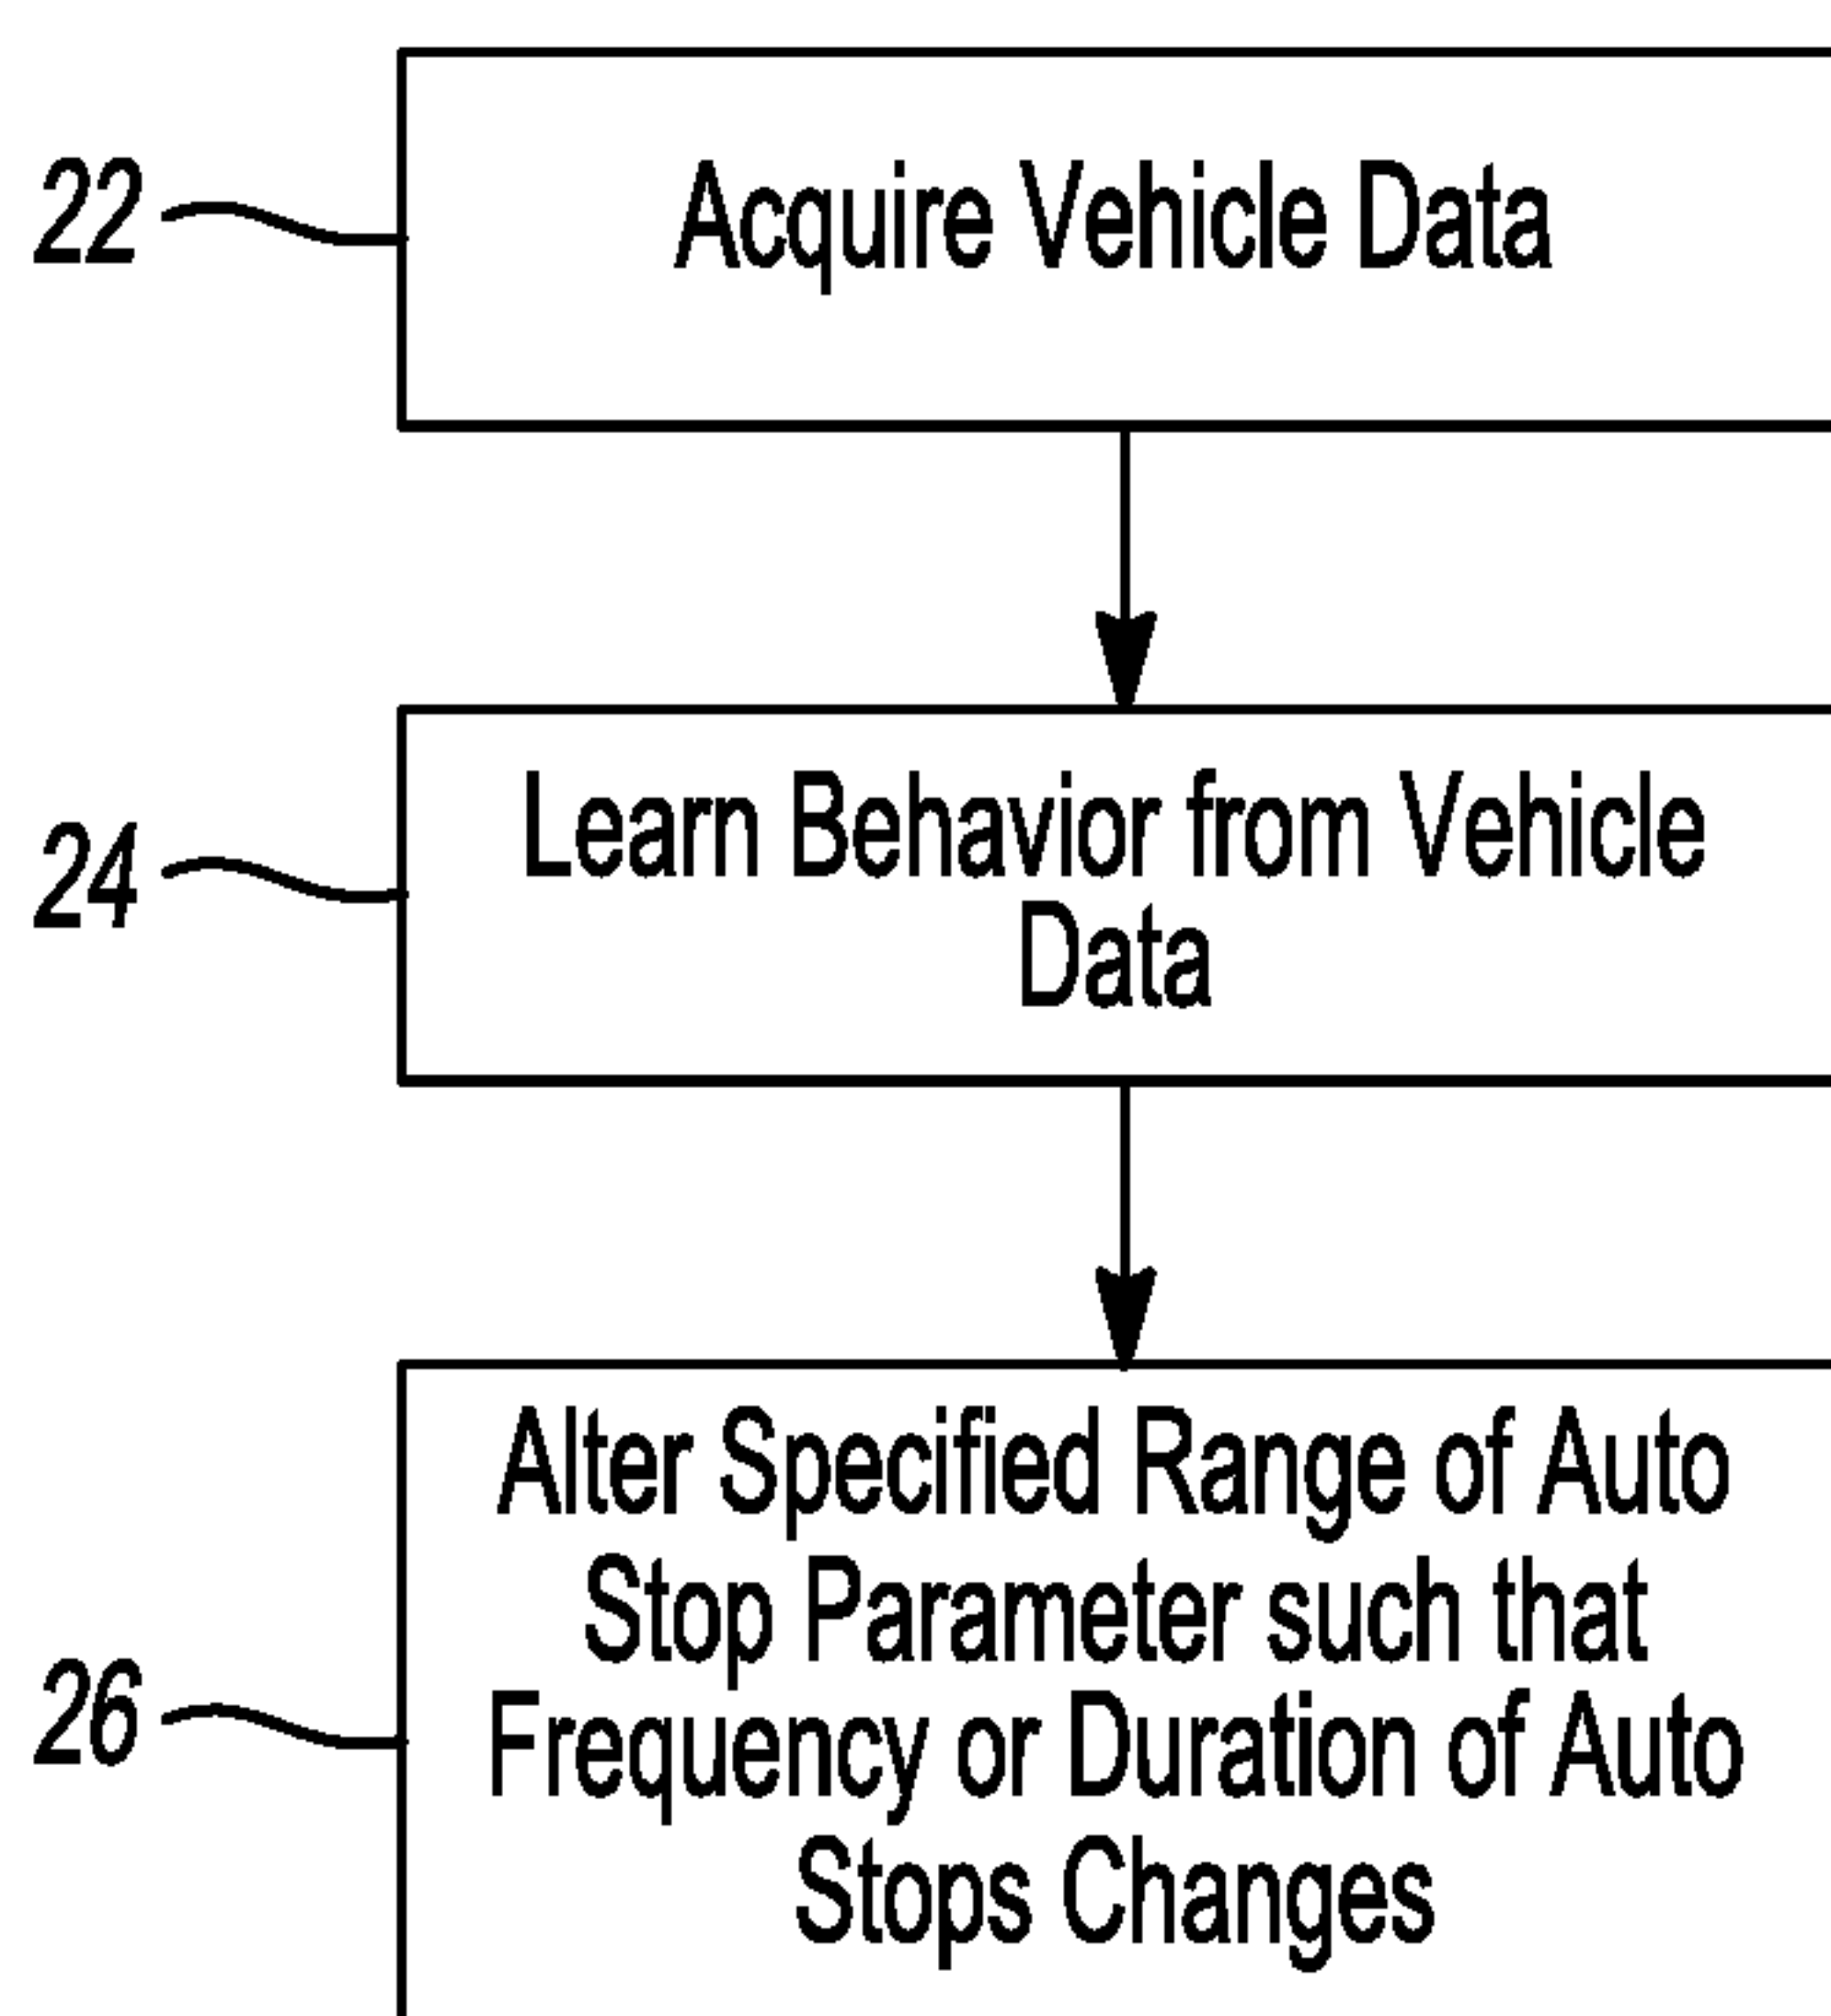 22
Acquire Vehicle Data
24
Learn Behavior from Vehicle
Data
26
Alter Specified Range of Auto
Stop Parameter such that
Frequency or Duration of Auto
Stops Changes